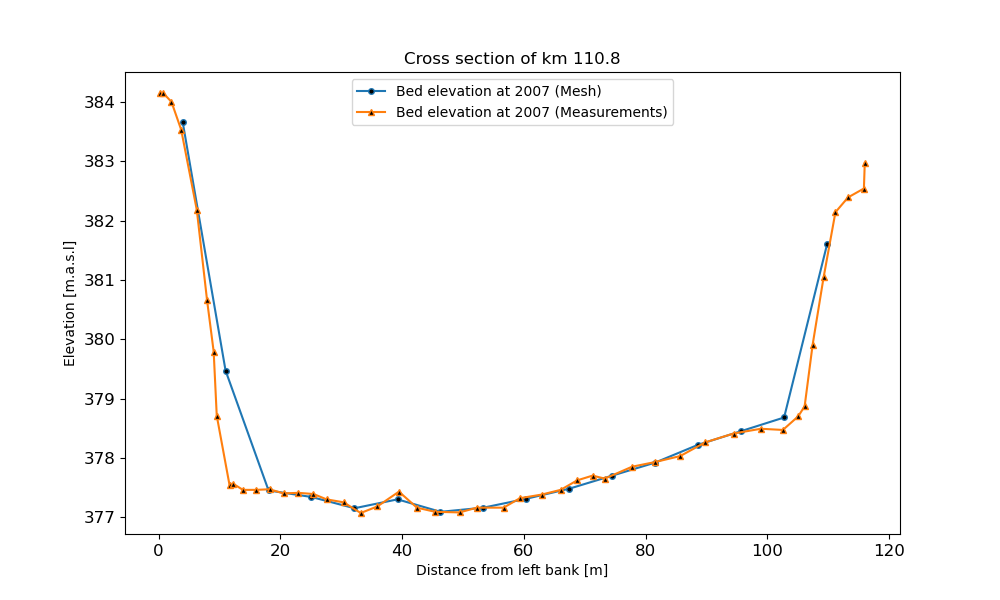 Cross section of km 110.8
Bed elevation at 2007 (Mesh)
Bed elevation at 2007 (Measurements)
384
383
382
381
380
379
378
377
Elevation [m.a.s.l]
0 20 40 60 80 100 120
Distance from left bank [m]